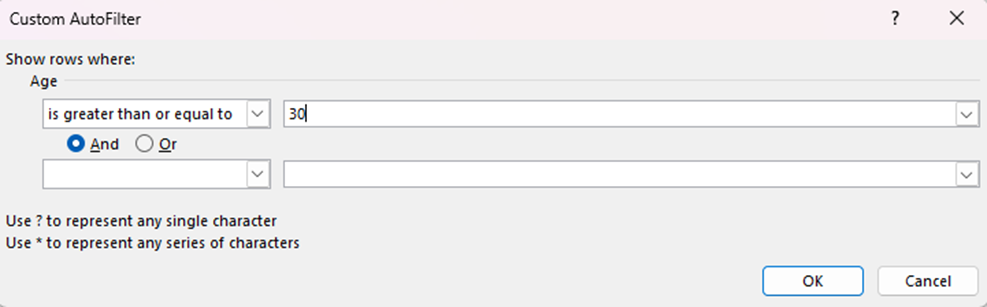 Custom AutoFilter ?
Show rows where:
Age
is greater than or equal to 30
And Or
Use ? to represent any single character
Use * to represent any series of characters
OK Cancel